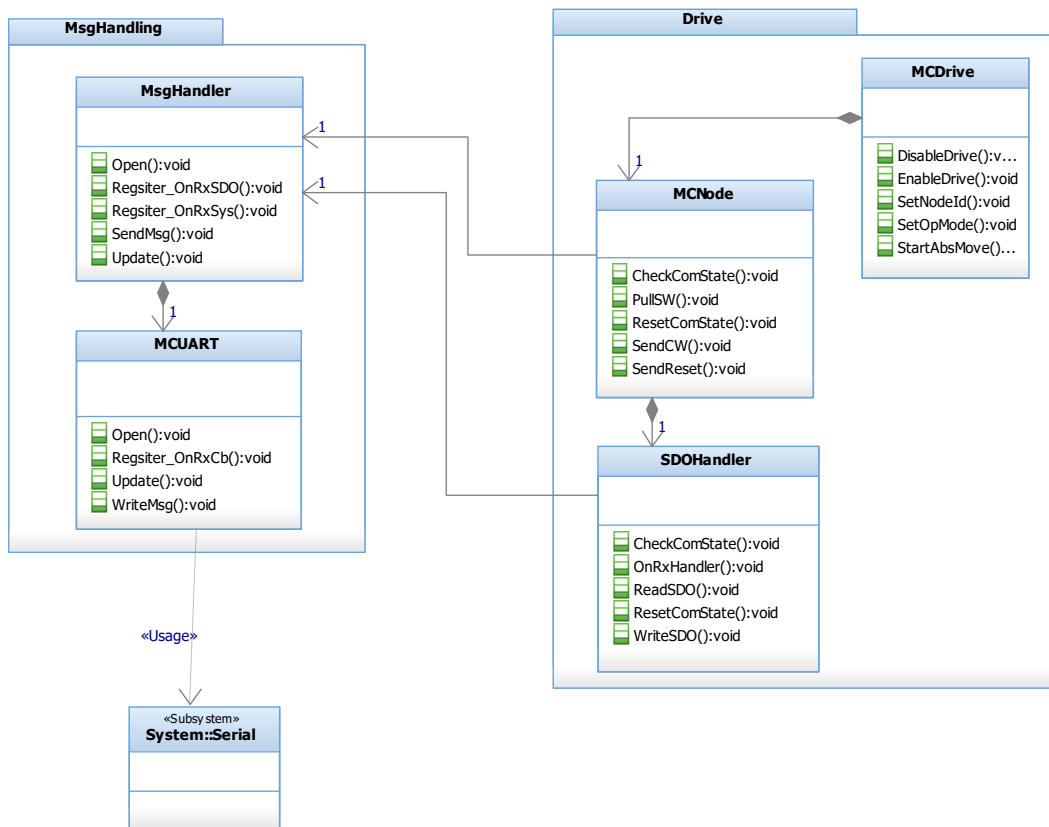 MsgHandling
MsgHandler
Open():void
Regsiter_OnRxSDO():void
Regsiter_OnRxSys():void
SendMsg():void
Update():void
1
MCUART
Open():void
Regsiter_OnRxCb():void
Update():void
WriteMsg():void
«Usage»
«Subsystem»
System::Serial
1
1
Drive
MCDrive
DisableDrive():v...
EnableDrive():void
SetNodeId():void
SetOpMode():void
StartAbsMove()...
1
MCNode
CheckComState():void
PullSW():void
ResetComState():void
SendCW():void
SendReset():void
1
SDOHandler
CheckComState():void
OnRxHandler():void
ReadSDO():void
ResetComState():void
WriteSDO():void